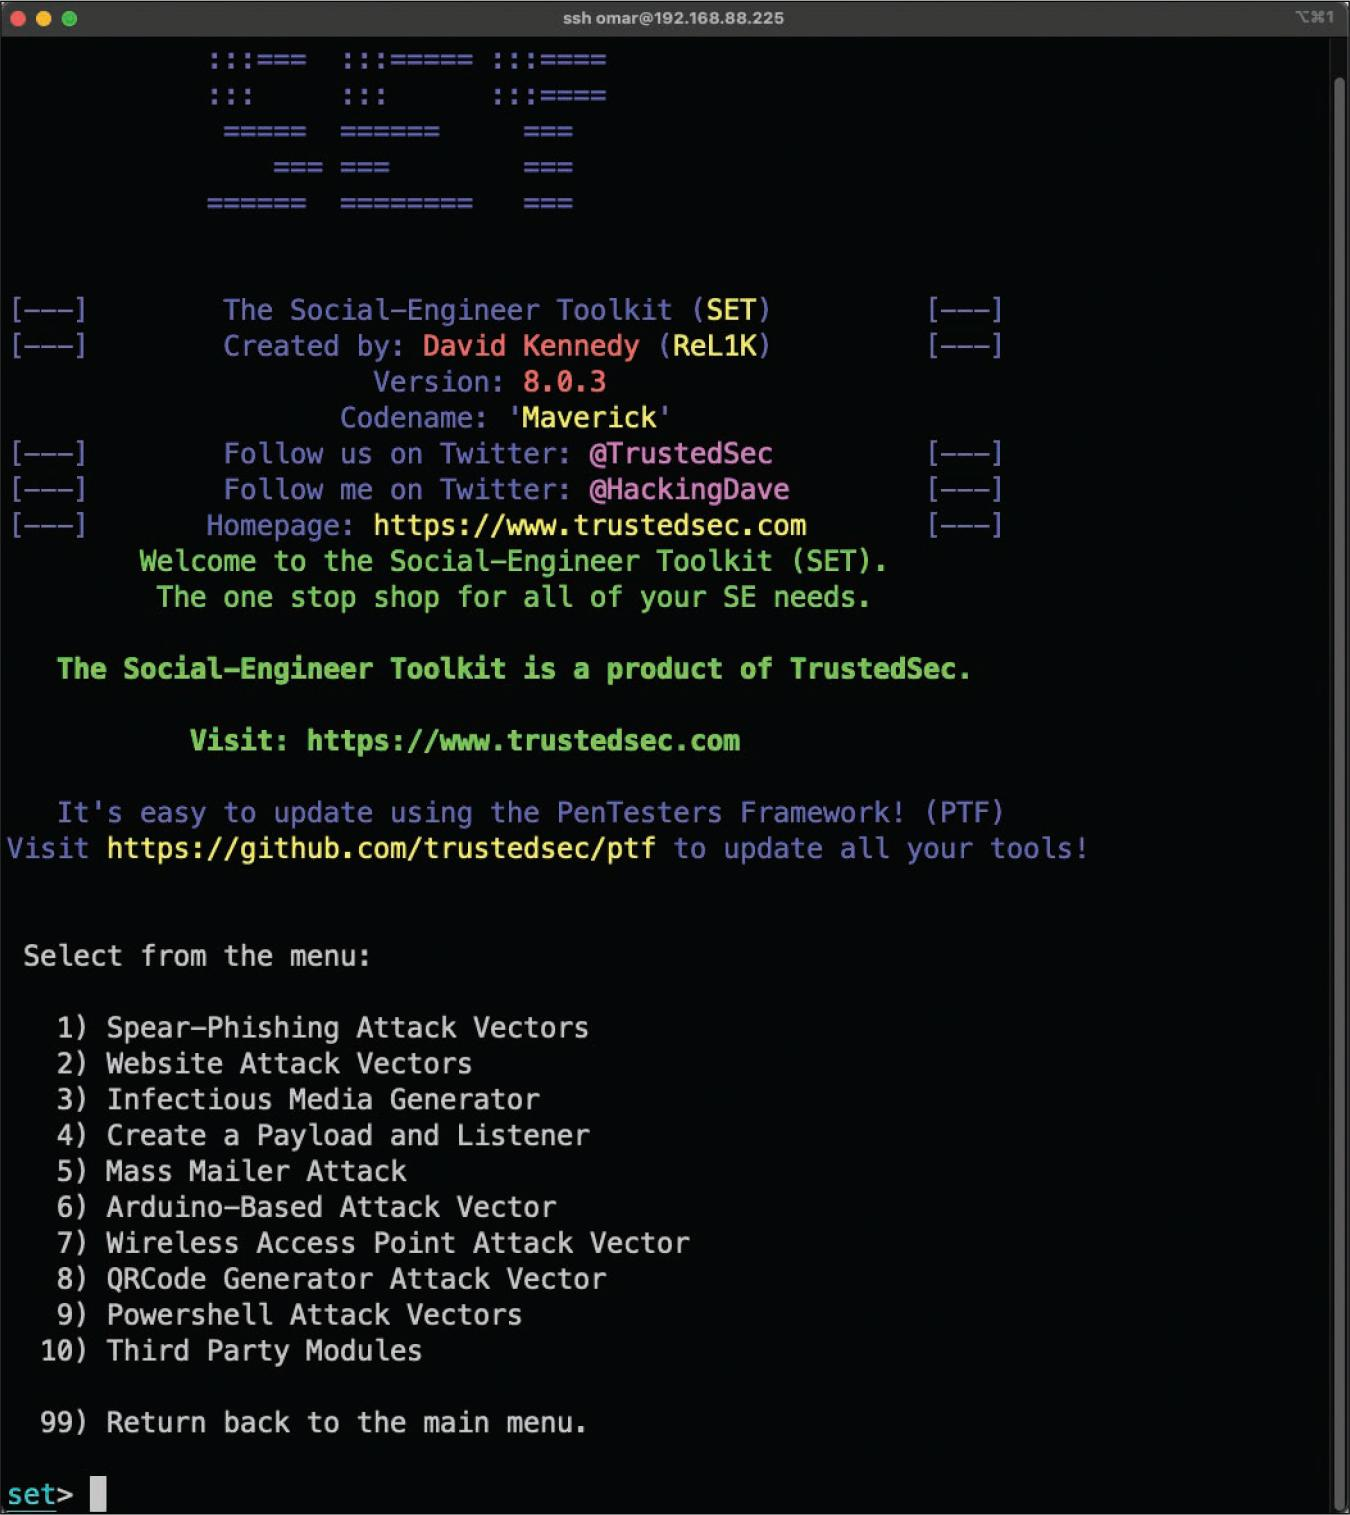 ssh omar@192.168.88.225
⌥⌘1
:::===  :::===== :::====
:::     :::      :::====
=====  ======     ===
=== ===        ===
======  ========   ===
[---] The Social-Engineer Toolkit (SET) [---]
[---] Created by: David Kennedy (ReL1K) [---]
Version: 8.0.3
Codename: 'Maverick'
[---] Follow us on Twitter: @TrustedSec [---]
[---] Follow me on Twitter: @HackingDave [---]
[---] Homepage: https://www.trustedsec.com [---]
Welcome to the Social-Engineer Toolkit (SET).
The one stop shop for all of your SE needs.
The Social-Engineer Toolkit is a product of TrustedSec.
Visit: https://www.trustedsec.com
It's easy to update using the PenTesters Framework! (PTF)
Visit https://github.com/trustedsec/ptf to update all your tools!
Select from the menu:
1) Spear-Phishing Attack Vectors
2) Website Attack Vectors
3) Infectious Media Generator
4) Create a Payload and Listener
5) Mass Mailer Attack
6) Arduino-Based Attack Vector
7) Wireless Access Point Attack Vector
8) QRCode Generator Attack Vector
9) Powershell Attack Vectors
10) Third Party Modules
99) Return back to the main menu.
set>